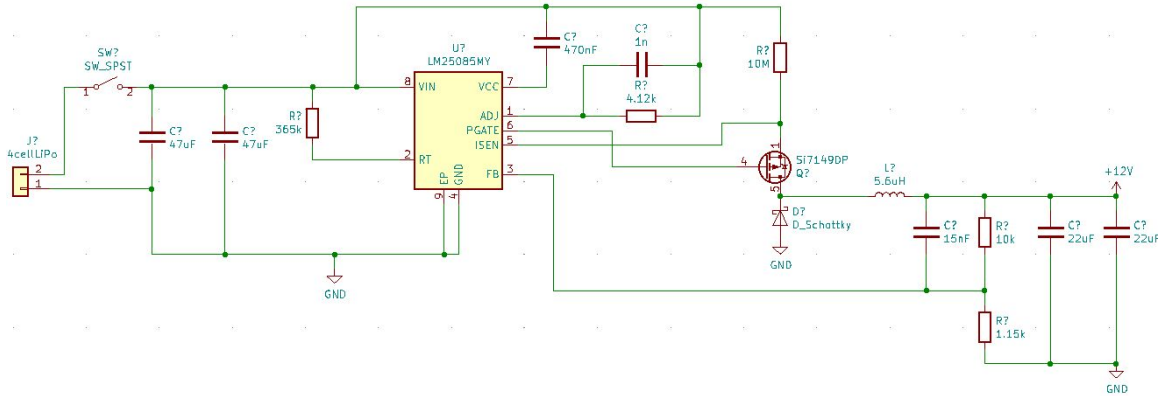 SW?
SW_SPST
1
2
J?
4cellLiPo
2
1
C?
47uF
C?
47uF
R?
365k
GND
U?
LM25085MY
8
VIN
VCC
7
ADJ
1
PGATE
6
ISEN
5
2
RT
FB
3
EP
GND
9
4
C?
470nF
C?
1n
R?
4.12k
R?
10M
1
4
5
Si7149DP
Q?
D?
D_Schottky
GND
L?
5.6uH
C?
15nF
R?
10k
R?
1.15k
C?
22uF
+12V
C?
22uF
GND